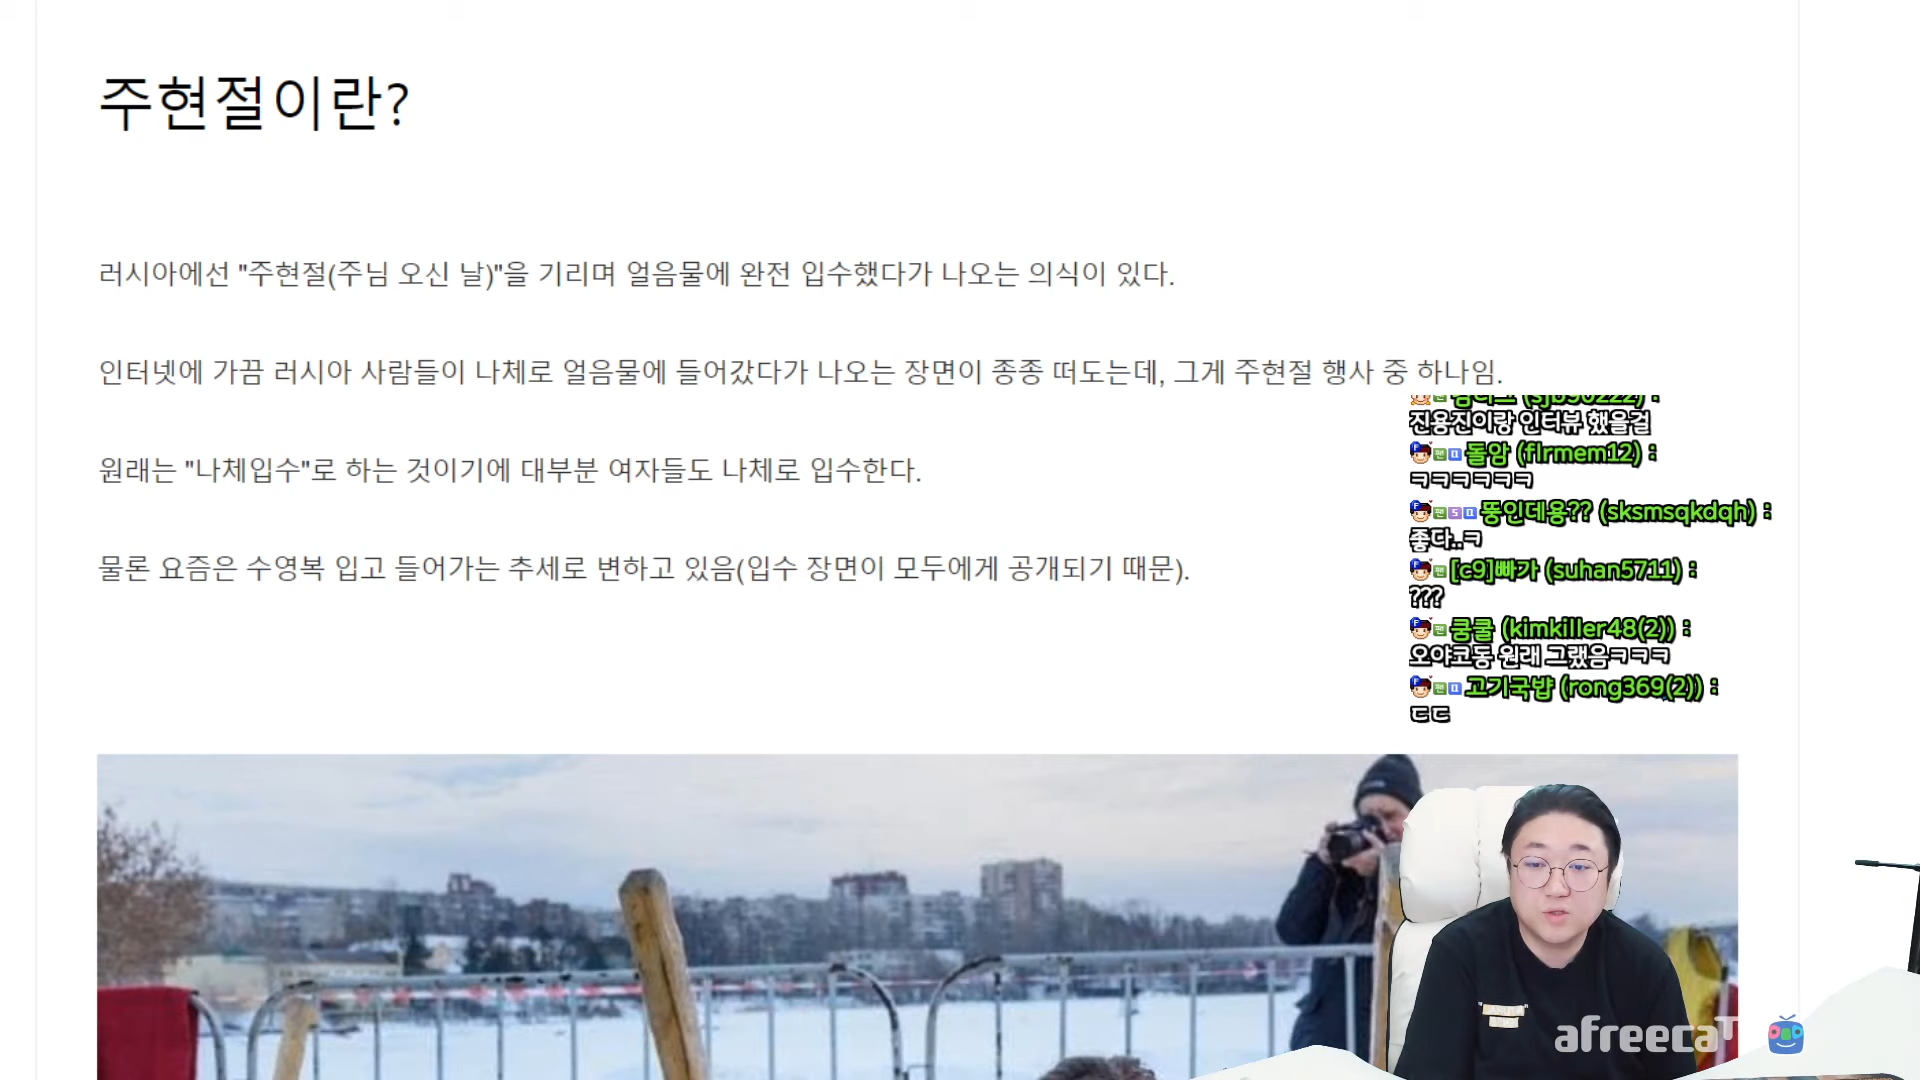 주현절이란?
러시아에선 "주현절(주님 오신 날)"을 기리며 얼음물에 완전 입수했다가 나오는 의식이 있다.
인터넷에 가끔 러시아 사람들이 나체로 얼음물에 들어갔다가 나오는 장면이 종종 떠도는데, 그게 주현절 행사 중 하나임.
원래는 "나체입수"로 하는 것이기에 대부분 여자들도 나체로 입수한다.
물론 요즘은 수영복 입고 들어가는 추세로 변하고 있음(입수 장면이 모두에게 공개되기 때문).
(sjb90222) :
진용진이랑 인터뷰 했을걸
돌암 (flrmem12) :
ㅋㅋㅋㅋㅋㅋ
뚱인데용?? (sksmsqkdqh) :
좋다..ㅋ
[c9]빠가 (suhan5711) :
???
쿵쿨 (kimkiller48(2)) :
오야코동 원래 그랬음ㅋㅋㅋ
고기국뱝 (rong369(2)) :
ㄷㄷ
afreecaT